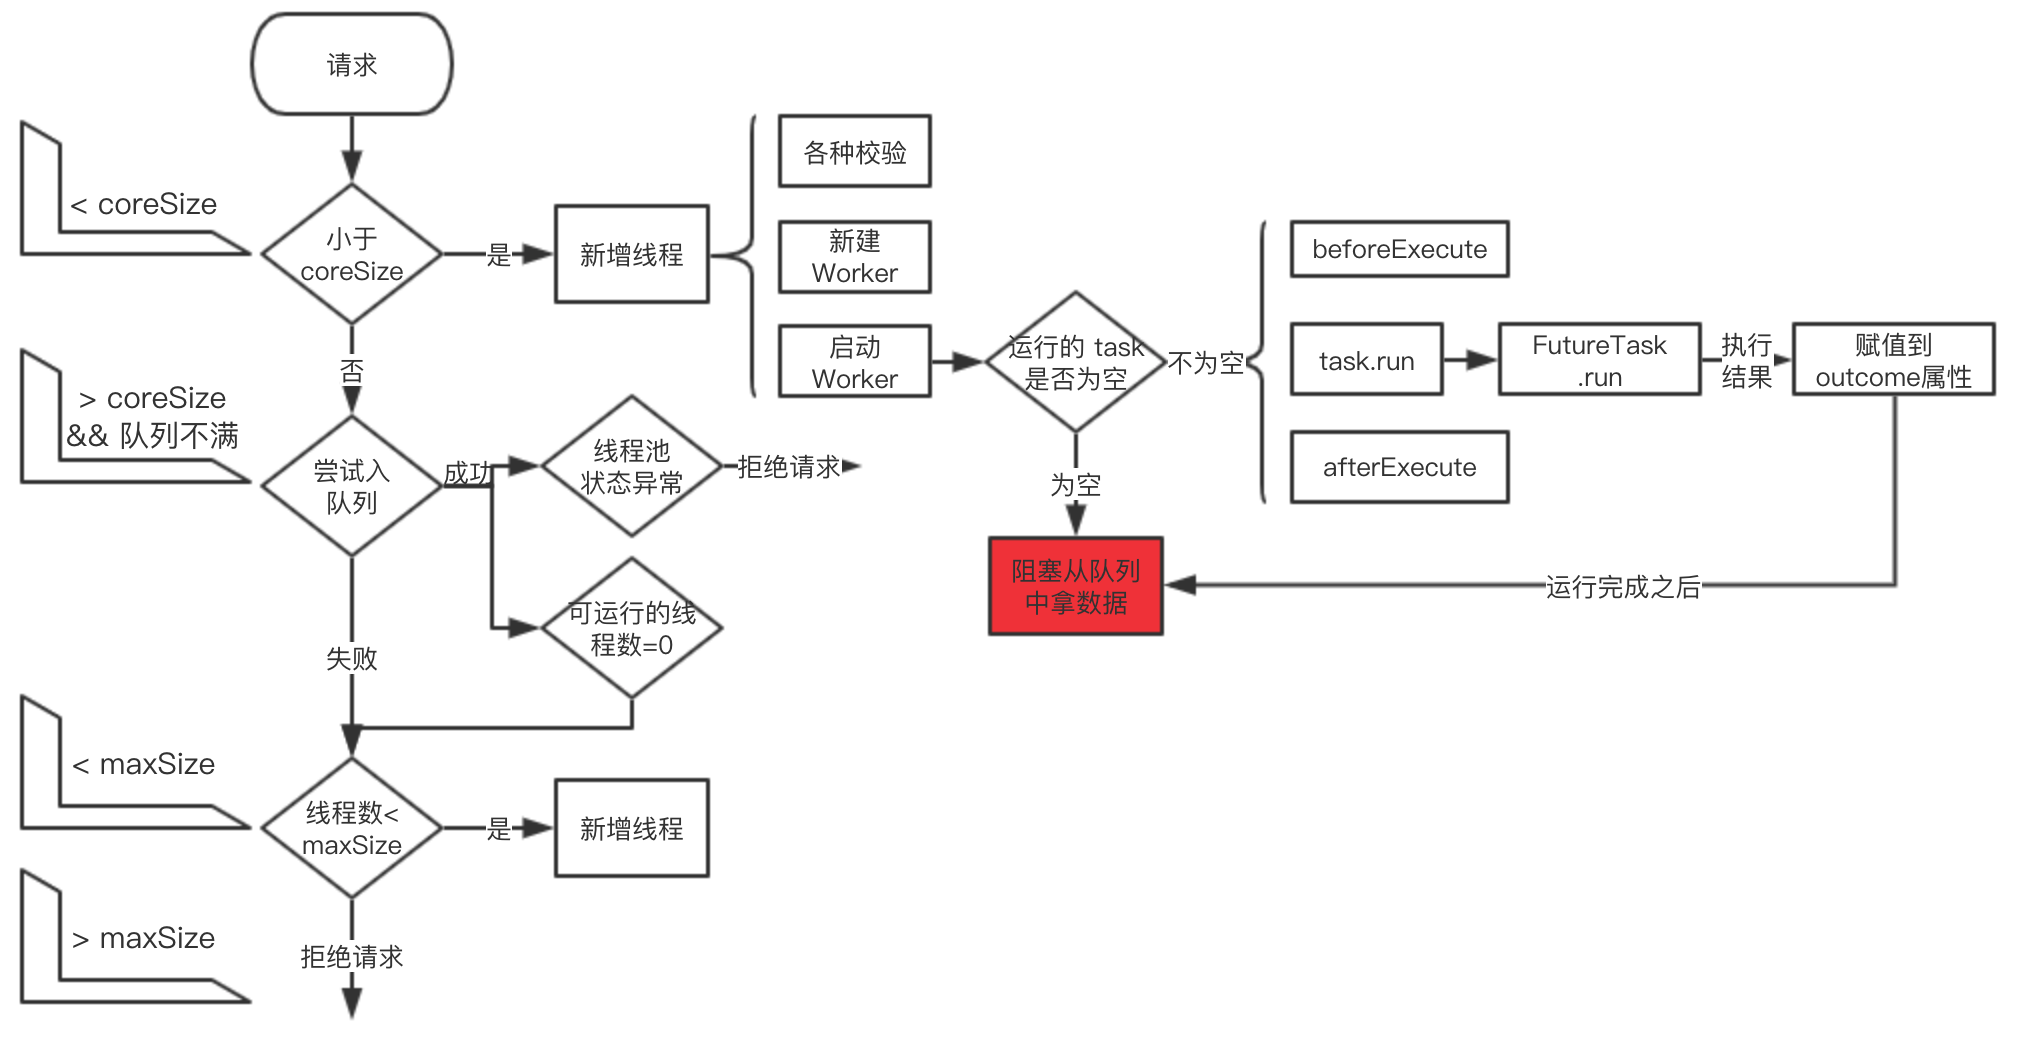 请求
< coreSize
小于
coreSize
是
新增线程
各种校验
新建
Worker
启动
Worker
运行的 task
是否为空
不为空
beforeExecute
task.run
FutureTask
.run
执行
结果
赋值到
outcome属性
afterExecute
为空
阻塞从队列
中拿数据
运行完成之后
否
> coreSize
&& 队列不满
尝试入
队列
成功
线程池
状态异常
拒绝请求
可运行的线
程数=0
失败
< maxSize
线程数<
maxSize
是
新增线程
> maxSize
拒绝请求